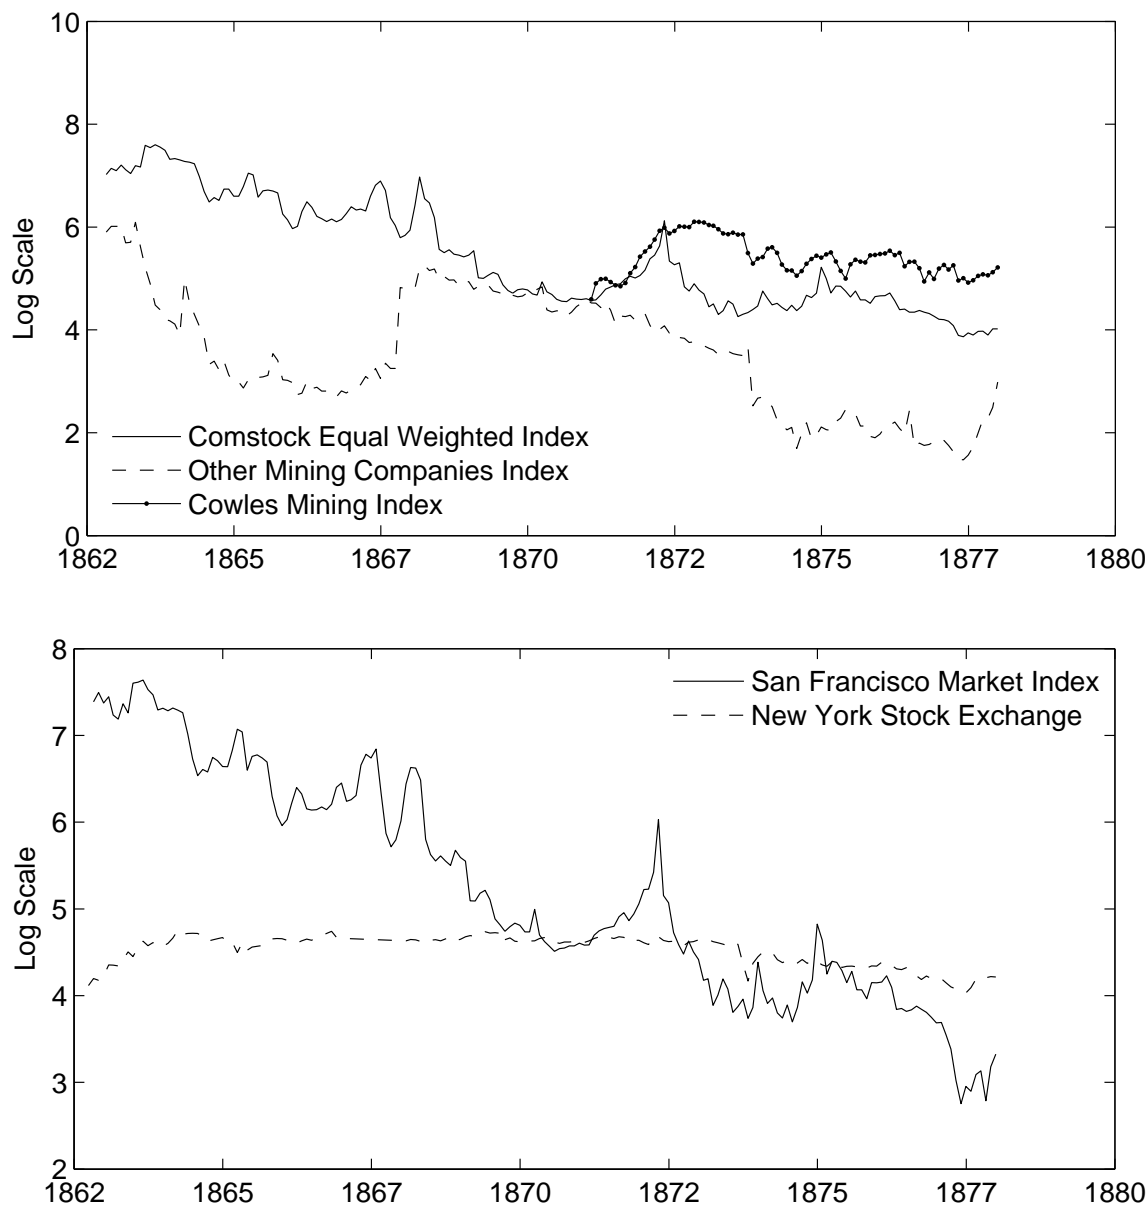 10
8
6
4
2
0
Log Scale
Comstock Equal Weighted Index
Other Mining Companies Index
Cowles Mining Index
1862 1865 1867 1870 1872 1875 1877 1880
8
7
6
5
4
3
2
Log Scale
San Francisco Market Index
New York Stock Exchange
1862 1865 1867 1870 1872 1875 1877 1880